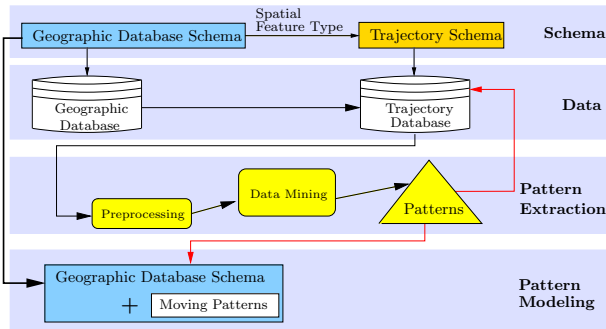 Geographic Database Schema
Spatial
Feature Type
Trajectory Schema
Schema
Geographic
Database
Trajectory
Database
Data
Preprocessing
Data Mining
Patterns
Pattern
Extraction
Geographic Database Schema
+ Moving Patterns
Pattern
Modeling